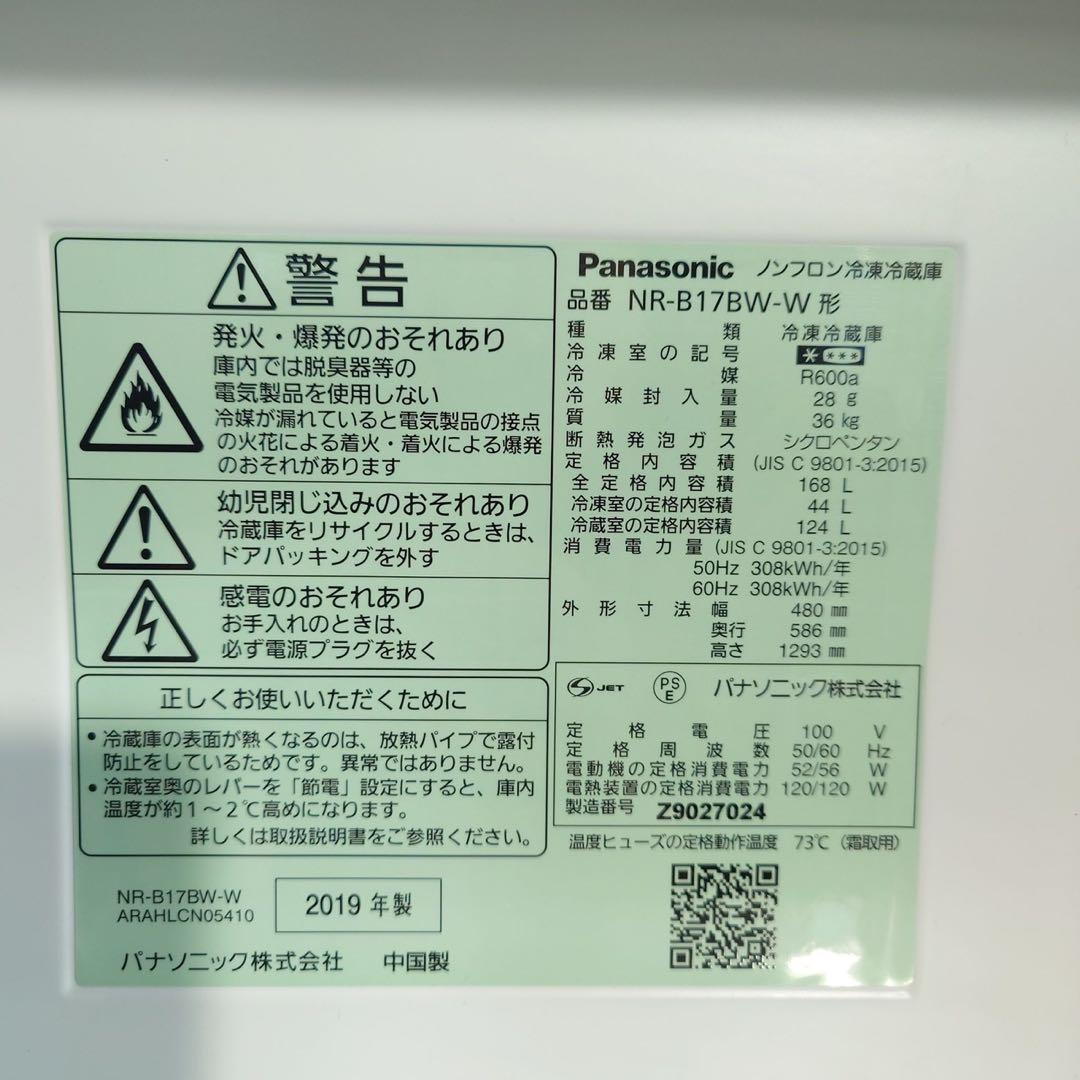 警告
発火・爆発のおそれあり
庫内では脱臭器等の
電気製品を使用しない
冷媒が漏れていると電気製品の接点
の火花による着火・着火による爆発
のおそれがあります
幼児閉じ込みのおそれあり
冷蔵庫をリサイクルするときは、
ドアパッキングを外す
感電のおそれあり
お手入れのときは、
必ず電源プラグを抜く
正しくお使いいただくために
•冷蔵庫の表面が熱くなるのは、放熱パイプで露付
防止をしているためです。異常ではありません。
•冷蔵室奥のレバーを「節電」設定にすると、庫内
温度が約1~2℃高めになります。
詳しくは取扱説明書をご参照ください。
NR-B17BW-W
ARAHLCN05410
2019 年製
パナソニック株式会社 中国製
Panasonic ノンフロン冷凍冷蔵庫
品番 NR-B17BW-W 形
種類 冷凍冷蔵庫
冷凍室の記号 ****
冷媒 R600a
冷媒封入量 28 g
質量 36 kg
断熱発泡ガス シクロペンタン
定格内容積 (JIS C 9801-3:2015)
全定格内容積 168 L
冷凍室の定格内容積 44 L
冷蔵室の定格内容積 124 L
消費電力量 (JIS C 9801-3:2015)
50Hz 308kWh/年
60Hz 308kWh/年
外形寸法 幅 480 mm
奥行 586 mm
高さ 1293 mm
S JET PS E パナソニック株式会社
定格電圧 100 V
定格周波数 50/60 Hz
電動機の定格消費電力 52/56 W
電熱装置の定格消費電力 120/120 W
製造番号 Z9027024
温度ヒューズの定格動作温度 73℃(霜取用)